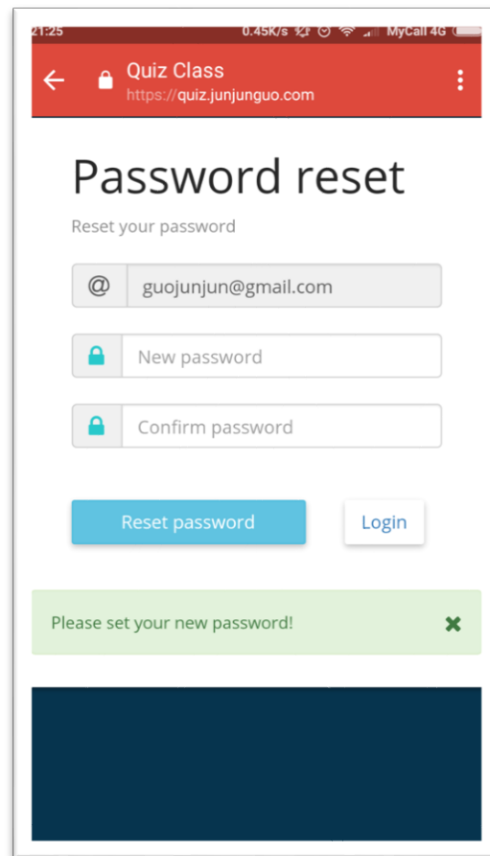 21:25 0.45K/s MyCall 4G
Quiz Class
https://quiz.junjunguo.com
Password reset
Reset your password
@ guojunjun@gmail.com
New password
Confirm password
Reset password Login
Please set your new password!